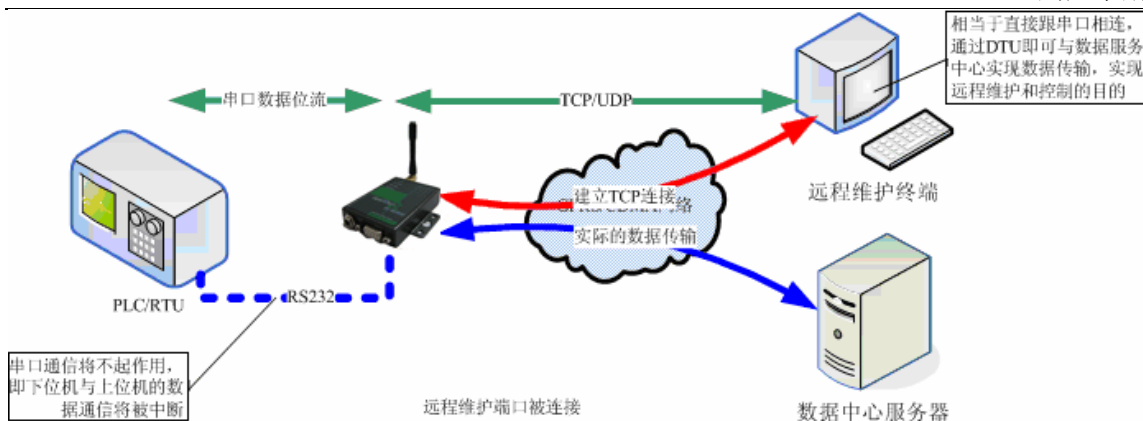 相当于直接跟串口相连，
通过DTU即可与数据服务
中心实现数据传输，实现
远程维护和控制的目的
串口数据位流
TCP/UDP
建立TCP连接
实际的数据传输
远程维护终端
PLC/RTU
RS232
串口通信将不起作用，
即下位机与上位机的数
据通信将被中断
远程维护端口被连接
数据中心服务器